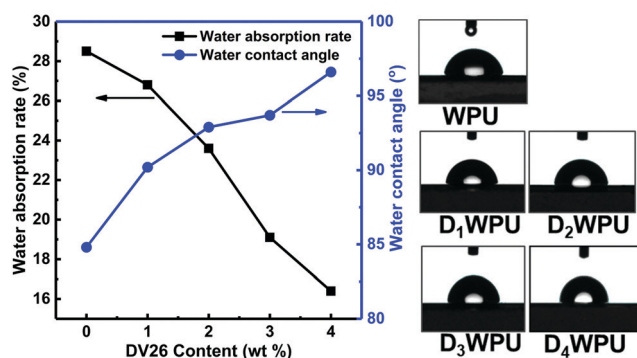 Water absorption rate
Water contact angle
Water absorption rate (%)
30
28
26
24
22
20
18
16
100
95
90
85
80
Water contact angle (°)
0 1 2 3 4
DV26 Content (wt %)
WPU
D₁WPU D₂WPU
D₃WPU D₄WPU